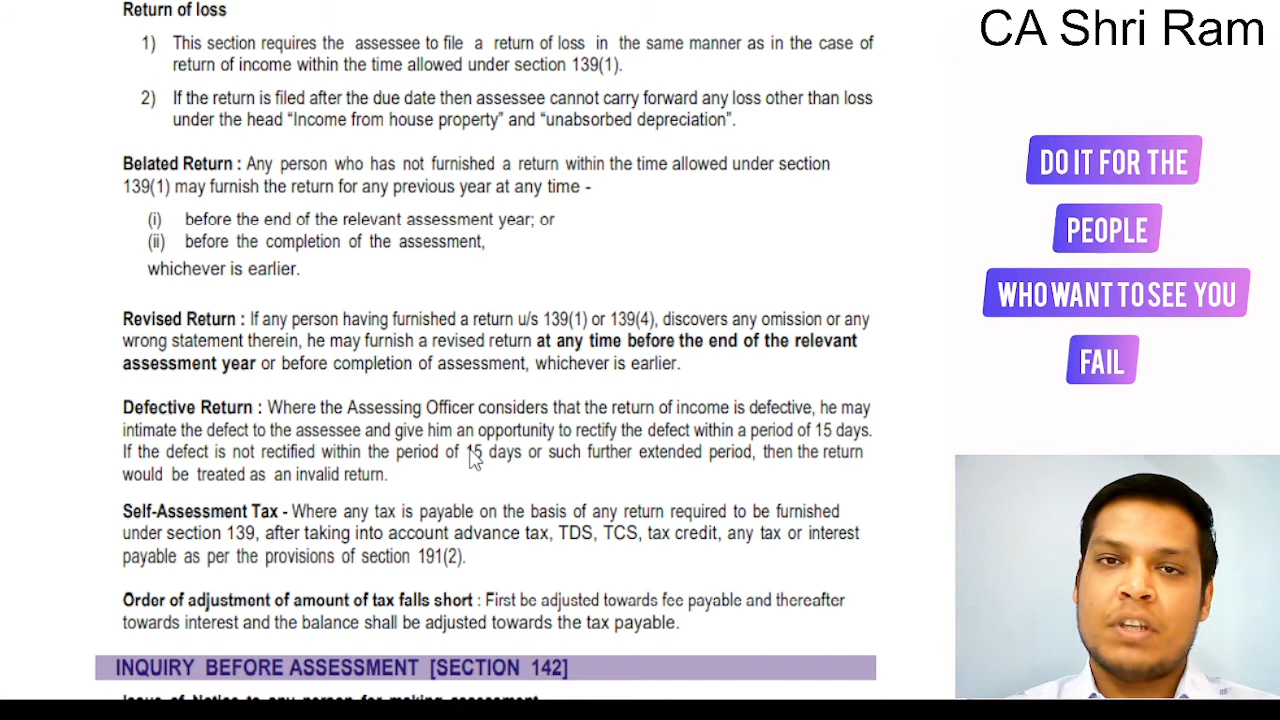 Return of loss
1) This section requires the assessee to file a return of loss in the same manner as in the case of
return of income within the time allowed under section 139(1).
2) If the return is filed after the due date then assessee cannot carry forward any loss other than loss
under the head “Income from house property” and “unabsorbed depreciation”.
Belated Return : Any person who has not furnished a return within the time allowed under section
139(1) may furnish the return for any previous year at any time -
(i) before the end of the relevant assessment year; or
(ii) before the completion of the assessment,
whichever is earlier.
Revised Return : If any person having furnished a return u/s 139(1) or 139(4), discovers any omission or any
wrong statement therein, he may furnish a revised return at any time before the end of the relevant
assessment year or before completion of assessment, whichever is earlier.
Defective Return : Where the Assessing Officer considers that the return of income is defective, he may
intimate the defect to the assessee and give him an opportunity to rectify the defect within a period of 15 days.
If the defect is not rectified within the period of 15 days or such further extended period, then the return
would be treated as an invalid return.
Self-Assessment Tax - Where any tax is payable on the basis of any return required to be furnished
under section 139, after taking into account advance tax, TDS, TCS, tax credit, any tax or interest
payable as per the provisions of section 191(2).
Order of adjustment of amount of tax falls short : First be adjusted towards fee payable and thereafter
towards interest and the balance shall be adjusted towards the tax payable.
INQUIRY BEFORE ASSESSMENT [SECTION 142]
Issue of Notice to any person for making assessment
CA Shri Ram
DO IT FOR THE
PEOPLE
WHO WANT TO SEE YOU
FAIL